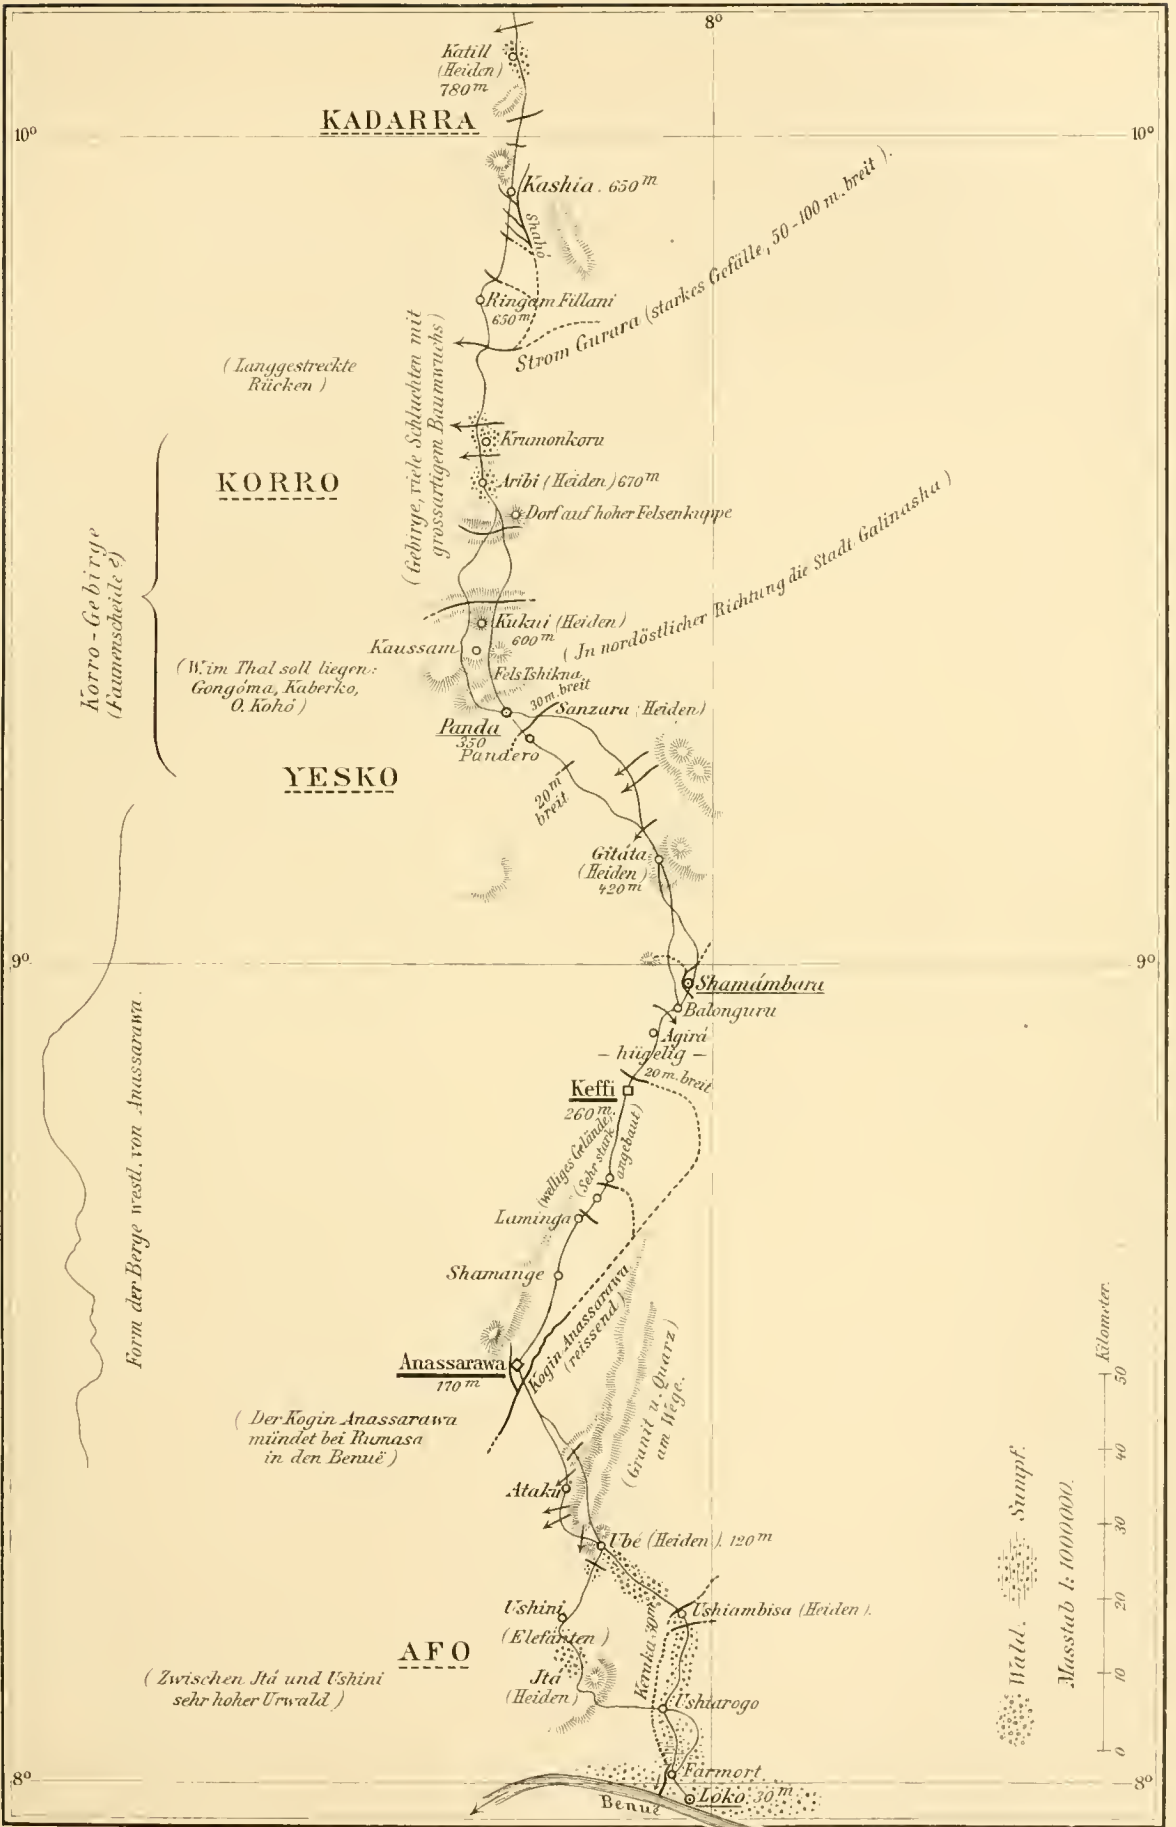 8°
Katill
(Heiden)
780 m
KADARRA
10°
10°
Kashia. 650 m
Shahó
Ringam Fillani
650 m
Strom Gurara (starkes Gefälle, 50-100 m. breit).
(Langgestreckte
Rücken)
(Gebirge, viele Schluchten mit
grossartigem Baumwuchs)
Krumonkoru
KORRO
Aribi (Heiden) 670 m
Dorf auf hoher Felsenkuppe
Korro-Gebirge
(Faunenscheide?)
Kukui (Heiden)
600 m
Kaussam
(In nordöstlicher Richtung die Stadt Galinasha)
(W. im Thal soll liegen:
Gongóma, Kaberko,
O. Kohó)
Fels Tshikna
30 m. breit
Sanzara (Heiden)
Panda
350
Pandero
YESKO
20 m
breit
Gitáta
(Heiden)
420 m
9°
9°
Shamámbara
Balonguru
Agirá
– hügelig –
20 m. breit
Keffi
260 m.
(welliges Gelände,
(Sehr stark
angebaut)
Form der Berge westl. von Anassarawa.
Laminga
Shamange
Kogin Anassarawa
(reissend)
Anassarawa
170 m
(Granit u. Quarz)
am Wege.
(Der Kogin Anassarawa
mündet bei Rumasa
in den Benuë)
Ataku
Ubé (Heiden). 120 m
Ushini
(Elefanten)
Ushiambisa (Heiden).
Kauka 30 m
AFO
(Zwischen Jtá und Ushini
sehr hoher Urwald)
Jtá
(Heiden)
Ushiarogo
8°
8°
Farmort
Loko. 30 m
Benuë
Wald.
Sumpf.
Masstab 1:1000000.
0 10 20 30 40 50 Kilometer.